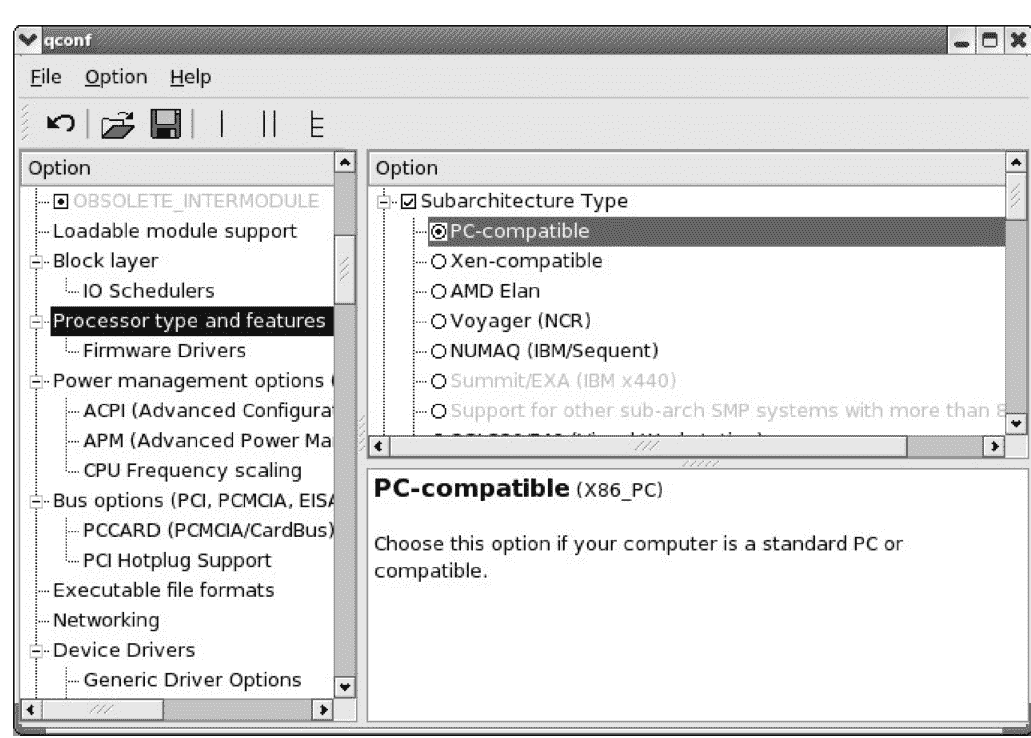 qconf
File Option Help
Option
OBSOLETE_INTERMODULE
Loadable module support
Block layer
IO Schedulers
Processor type and features
Firmware Drivers
Power management options (
ACPI (Advanced Configura
APM (Advanced Power Ma
CPU Frequency scaling
Bus options (PCI, PCMCIA, EISA
PCCARD (PCMCIA/CardBus)
PCI Hotplug Support
Executable file formats
Networking
Device Drivers
Generic Driver Options
Option
Subarchitecture Type
PC-compatible
Xen-compatible
AMD Elan
Voyager (NCR)
NUMAQ (IBM/Sequent)
Summit/EXA (IBM x440)
Support for other sub-arch SMP systems with more than 8
PC-compatible (X86_PC)
Choose this option if your computer is a standard PC or
compatible.